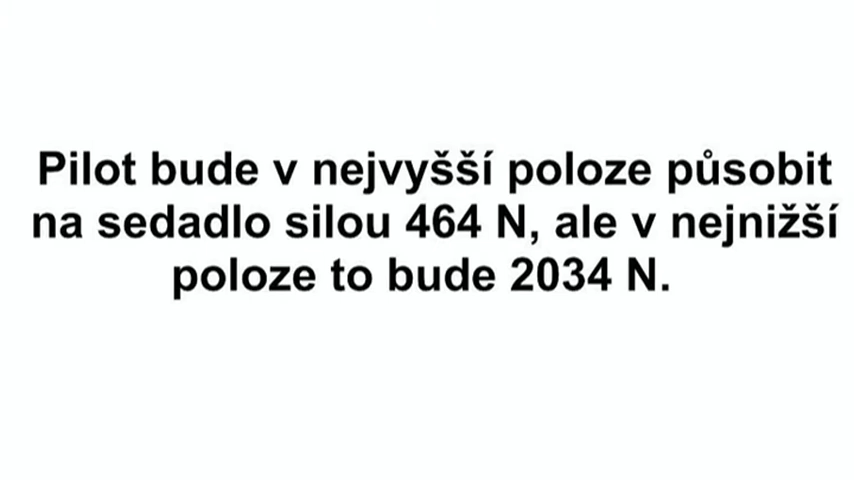 Pilot bude v nejvyšší poloze působit
na sedadlo silou 464 N, ale v nejnižší
poloze to bude 2034 N.